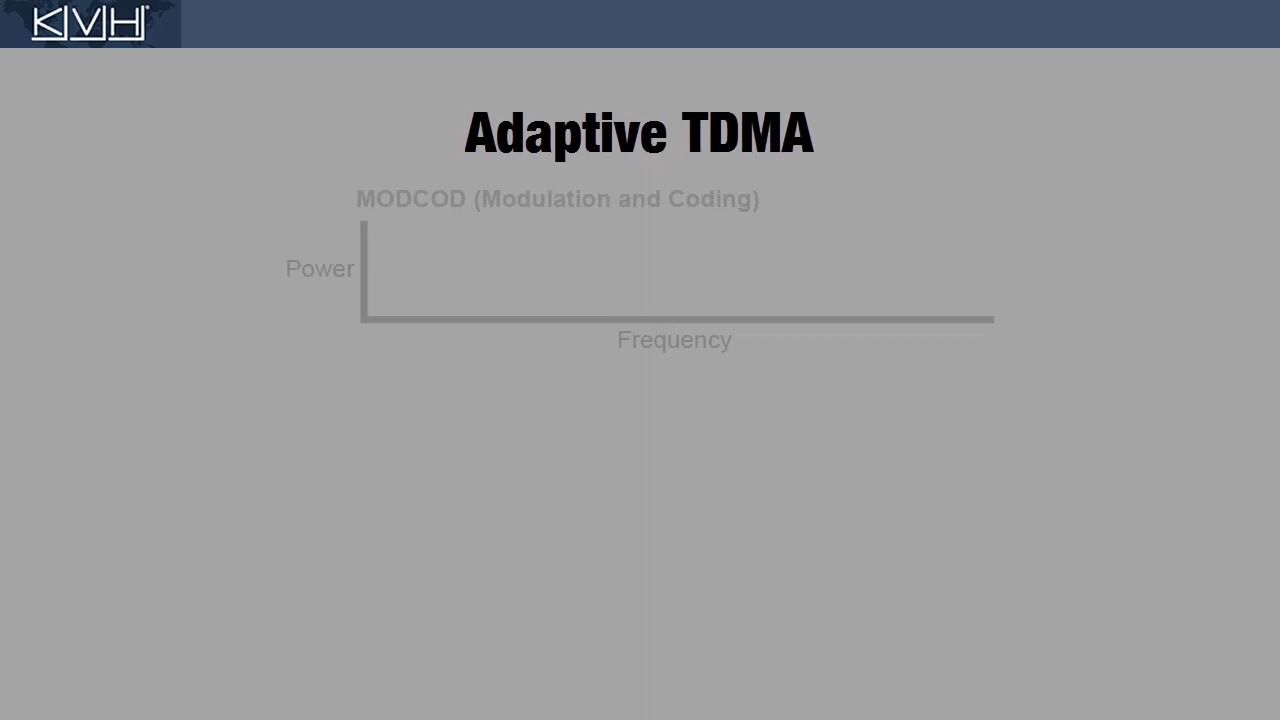 KVH®
Adaptive TDMA
MODCOD (Modulation and Coding)
Power
Frequency